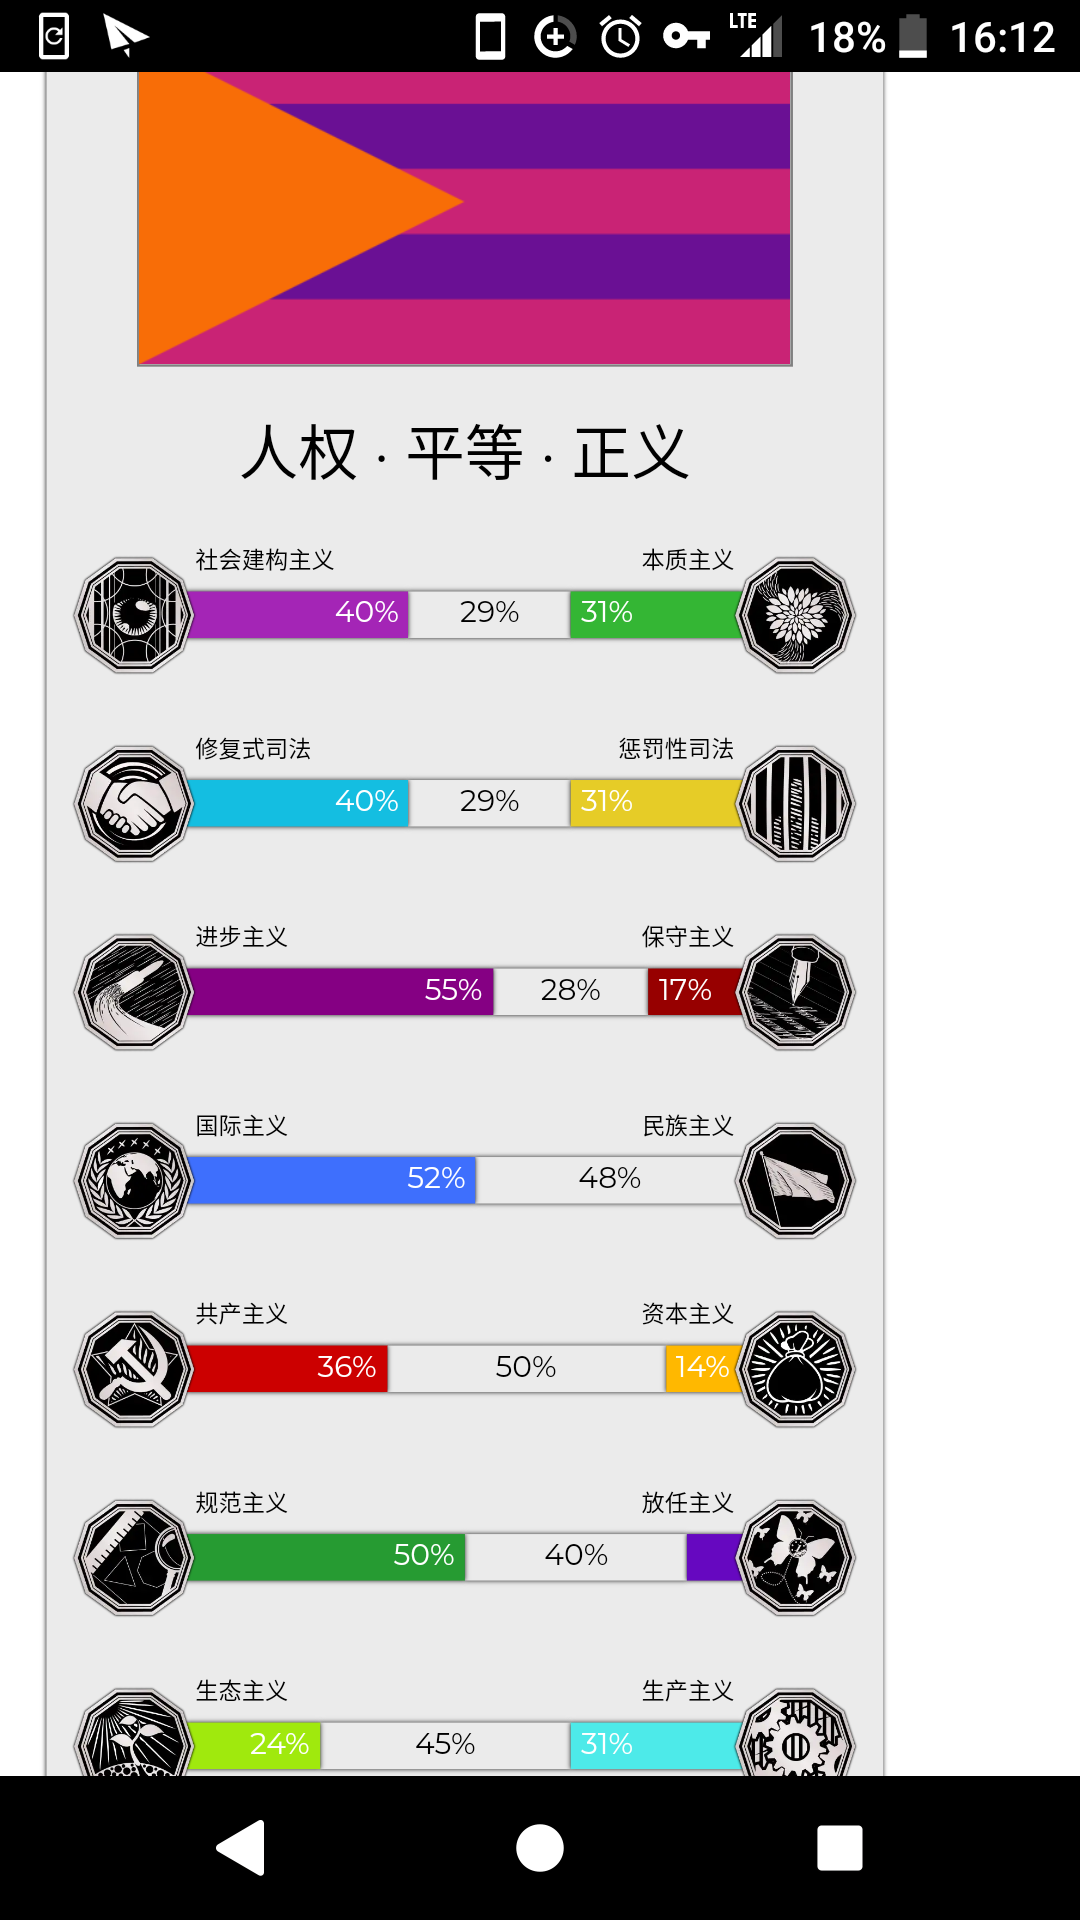 LTE 18% 16:12
人权 · 平等 · 正义
社会建构主义 本质主义
40% 29% 31%
修复式司法 惩罚性司法
40% 29% 31%
进步主义 保守主义
55% 28% 17%
国际主义 民族主义
52% 48%
共产主义 资本主义
36% 50% 14%
规范主义 放任主义
50% 40%
生态主义 生产主义
24% 45% 31%